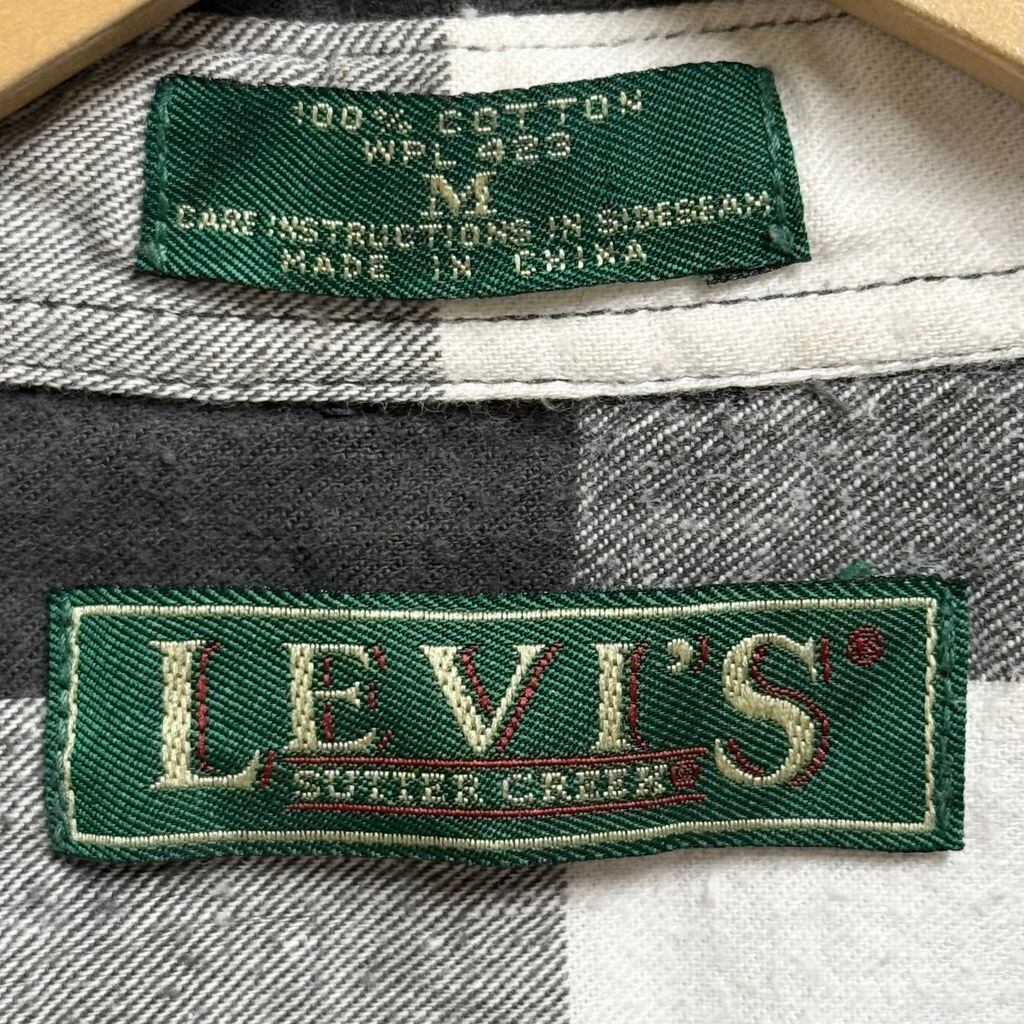 100% COTTON
WPL 423
M
CARE INSTRUCTIONS IN SIDESEAM
MADE IN CHINA
LEVI'S®
SUTTER CREEK®